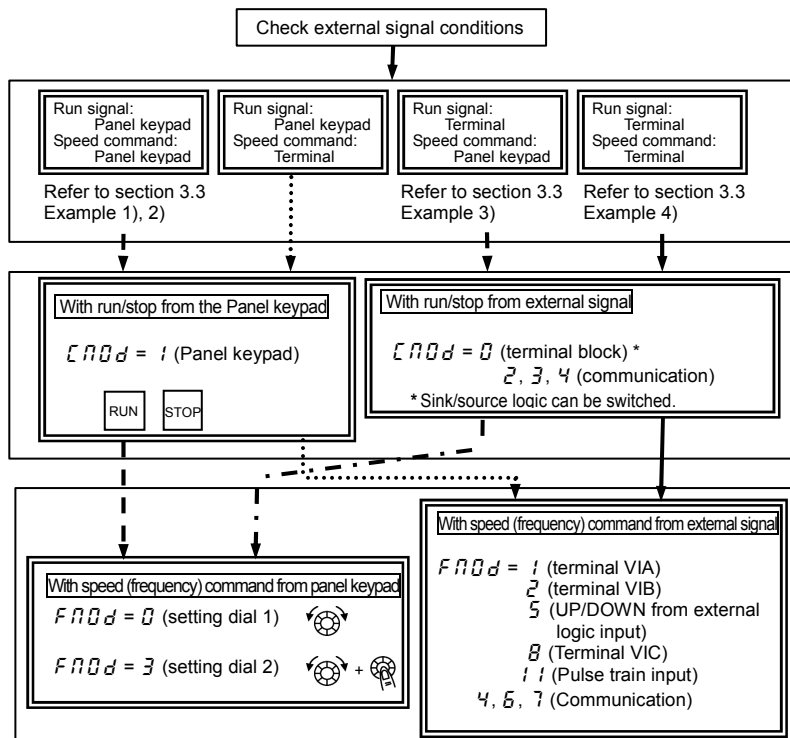 Check external signal conditions
Run signal:
Panel keypad
Speed command:
Panel keypad
Run signal:
Panel keypad
Speed command:
Terminal
Run signal:
Terminal
Speed command:
Panel keypad
Run signal:
Terminal
Speed command:
Terminal
Refer to section 3.3
Example 1), 2)
Refer to section 3.3
Example 3)
Refer to section 3.3
Example 4)
With run/stop from the Panel keypad
CMOd = 1 (Panel keypad)
RUN
STOP
With run/stop from external signal
CMOd = 0 (terminal block) *
2, 3, 4 (communication)
* Sink/source logic can be switched.
With speed (frequency) command from panel keypad
FMOd = 0 (setting dial 1)
FMOd = 3 (setting dial 2)
+
With speed (frequency) command from external signal
FMOd = 1 (terminal VIA)
2 (terminal VIB)
5 (UP/DOWN from external
logic input)
8 (Terminal VIC)
11 (Pulse train input)
4, 6, 7 (Communication)